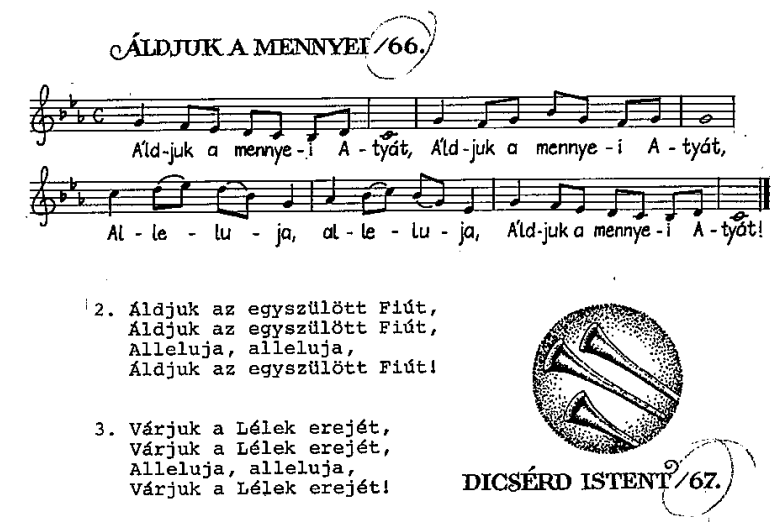 ÁLDJUK A MENNYEI /66.
C
Áld-juk a mennye-i A-tyát, Áld-juk a mennye-i A-tyát,
Al-le-lu-ja, al-le-lu-ja, Áld-juk a mennye-i A-tyát!
2. Áldjuk az egyszülött Fiút,
Áldjuk az egyszülött Fiút,
Alleluja, alleluja,
Áldjuk az egyszülött Fiút!
3. Várjuk a Lélek erejét,
Várjuk a Lélek erejét,
Alleluja, alleluja,
Várjuk a Lélek erejét!
DICSÉRD ISTENT /67.